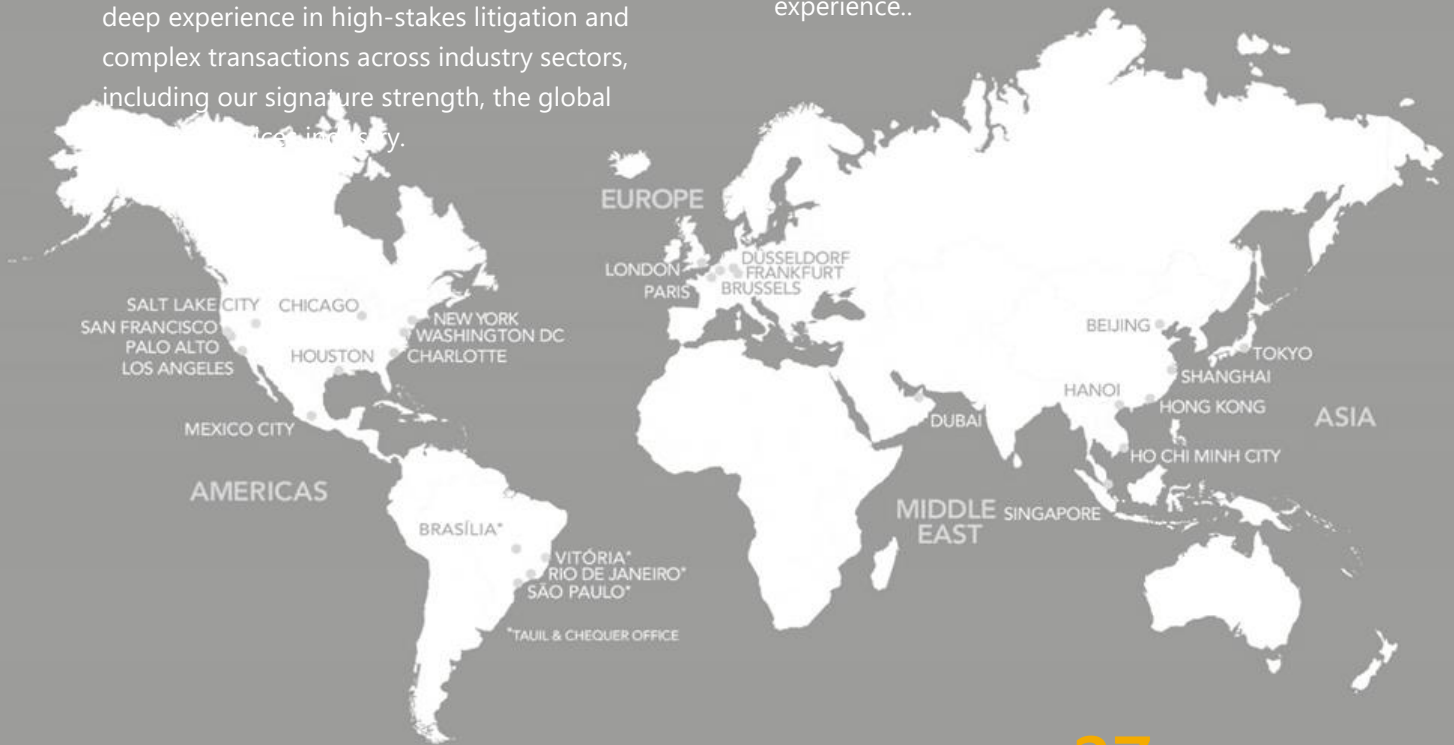 deep experience in high-stakes litigation and
complex transactions across industry sectors,
including our signature strength, the global
industry.
experience..
EUROPE
LONDON
PARIS
DÜSSELDORF
FRANKFURT
BRUSSELS
SALT LAKE CITY
CHICAGO
SAN FRANCISCO
PALO ALTO
LOS ANGELES
HOUSTON
NEW YORK
WASHINGTON DC
CHARLOTTE
MEXICO CITY
AMERICAS
BRASÍLIA*
VITÓRIA*
RIO DE JANEIRO*
SÃO PAULO*
*TAUIL & CHEQUER OFFICE
DUBAI
MIDDLE
EAST
BEIJING
TOKYO
SHANGHAI
HANOI
HONG KONG
ASIA
HO CHI MINH CITY
SINGAPORE